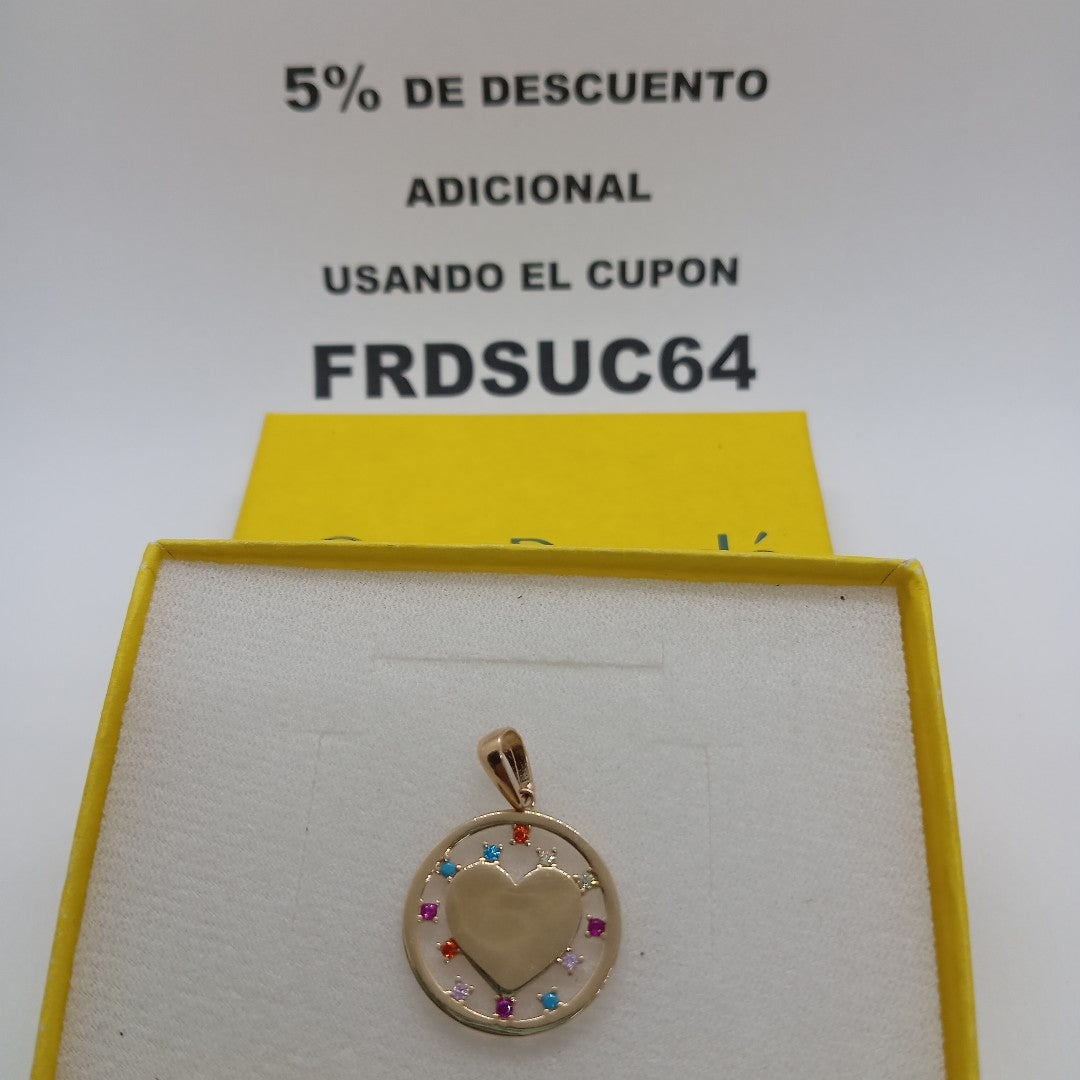 5% DE DESCUENTO
ADICIONAL
USANDO EL CUPON
FRDSUC64